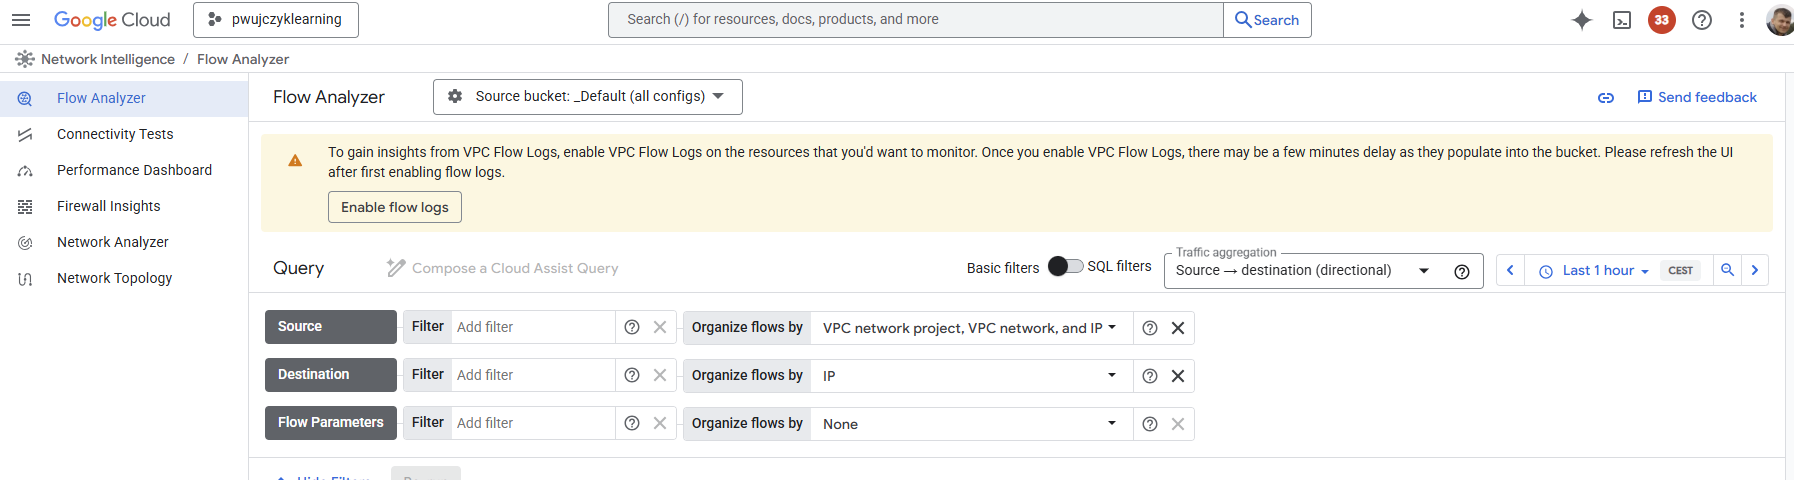 Google Cloud
pwujczyklearning
Search (/) for resources, docs, products, and more
Search
33
Network Intelligence / Flow Analyzer
Flow Analyzer
Connectivity Tests
Performance Dashboard
Firewall Insights
Network Analyzer
Network Topology
Flow Analyzer
Source bucket: _Default (all configs)
Send feedback
To gain insights from VPC Flow Logs, enable VPC Flow Logs on the resources that you'd want to monitor. Once you enable VPC Flow Logs, there may be a few minutes delay as they populate into the bucket. Please refresh the UI
after first enabling flow logs.
Enable flow logs
Query
Compose a Cloud Assist Query
Basic filters
SQL filters
Traffic aggregation
Source → destination (directional)
Last 1 hour
CEST
Source
Filter
Add filter
Organize flows by
VPC network project, VPC network, and IP
Destination
Filter
Add filter
Organize flows by
IP
Flow Parameters
Filter
Add filter
Organize flows by
None